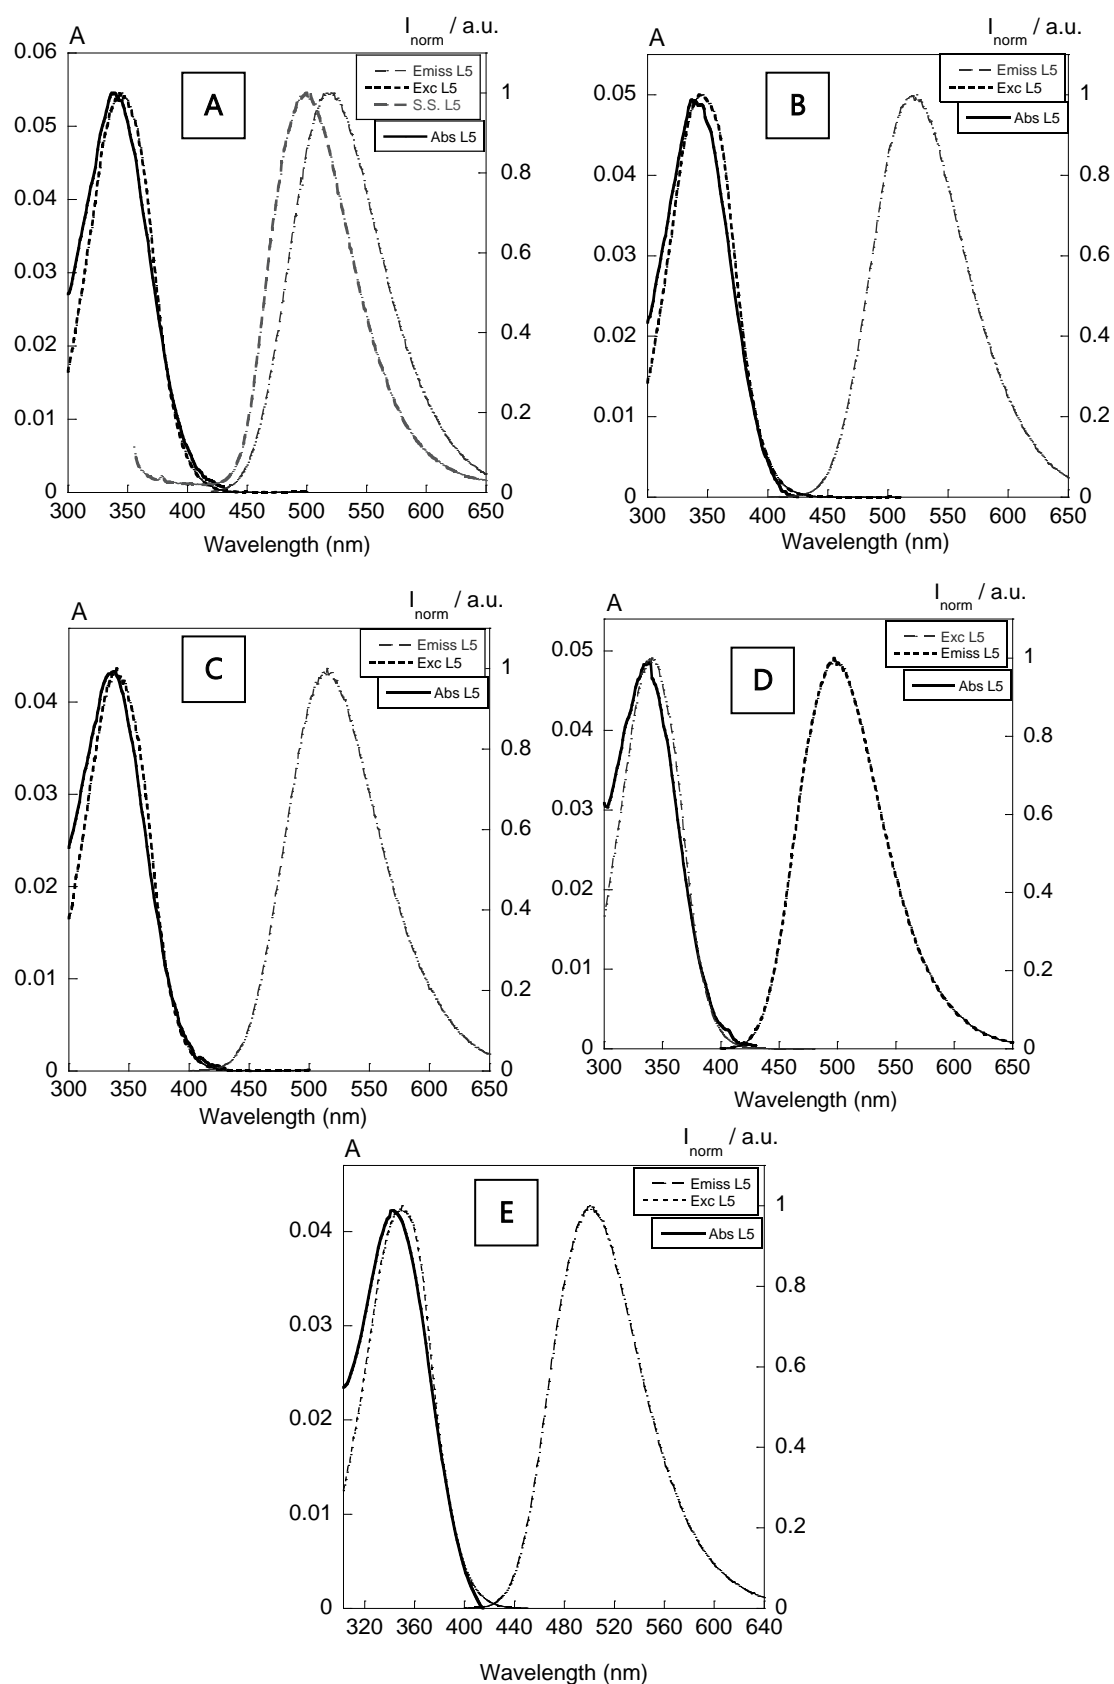 A
I norm / a.u.
0.06
0.05
0.04
0.03
0.02
0.01
0
A
Emiss L5
Exc L5
S.S. L5
Abs L5
1
0.8
0.6
0.4
0.2
0
300 350 400 450 500 550 600 650
Wavelength (nm)
A
I norm / a.u.
0.05
0.04
0.03
0.02
0.01
0
B
Emiss L5
Exc L5
Abs L5
1
0.8
0.6
0.4
0.2
0
300 350 400 450 500 550 600 650
Wavelength (nm)
A
I norm / a.u.
0.04
0.03
0.02
0.01
0
C
Emiss L5
Exc L5
Abs L5
1
0.8
0.6
0.4
0.2
0
300 350 400 450 500 550 600 650
Wavelength (nm)
A
I norm / a.u.
0.05
0.04
0.03
0.02
0.01
0
D
Exc L5
Emiss L5
Abs L5
1
0.8
0.6
0.4
0.2
0
300 350 400 450 500 550 600 650
Wavelength (nm)
A
I norm / a.u.
0.04
0.03
0.02
0.01
0
E
Emiss L5
Exc L5
Abs L5
1
0.8
0.6
0.4
0.2
0
320 360 400 440 480 520 560 600 640
Wavelength (nm)